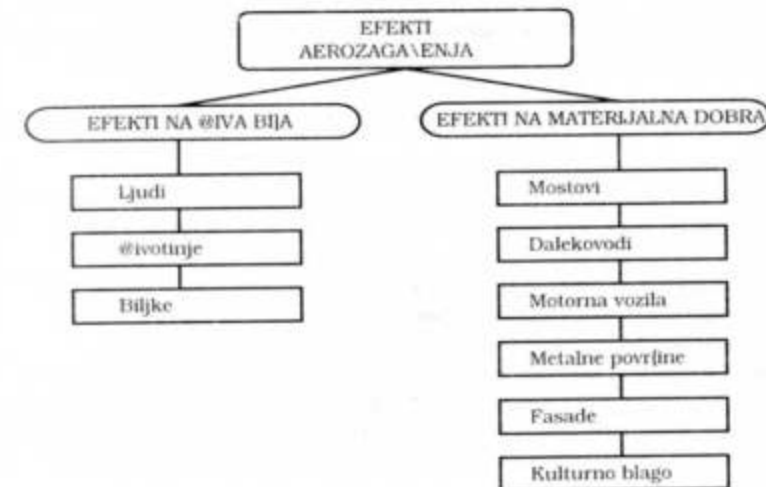 EFEKTI
AEROZAGA\ENJA
EFEKTI NA @IVA BI]A
Ljudi
@ivotinje
Biljke
EFEKTI NA MATERIJALNA DOBRA
Mostovi
Dalekovodi
Motorna vozila
Metalne povr[ine
Fasade
Kulturno blago